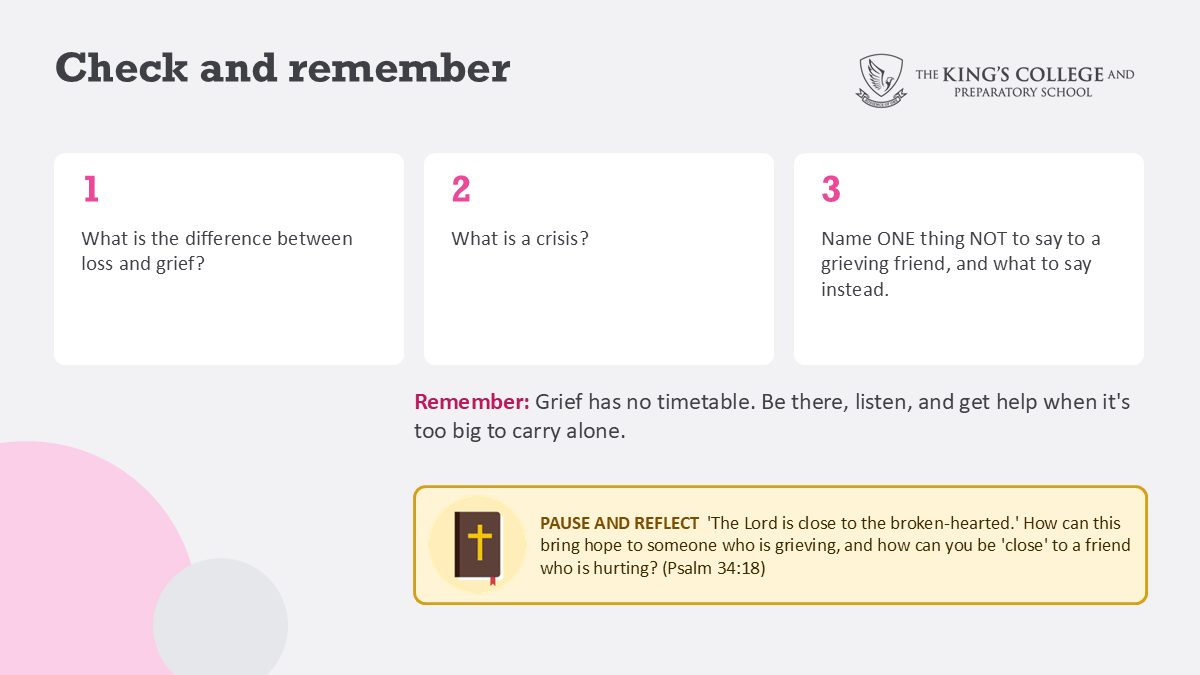 Check and remember
THE KING'S COLLEGE AND
PREPARATORY SCHOOL
1
What is the difference between
loss and grief?
2
What is a crisis?
3
Name ONE thing NOT to say to a
grieving friend, and what to say
instead.
Remember: Grief has no timetable. Be there, listen, and get help when it's
too big to carry alone.
PAUSE AND REFLECT 'The Lord is close to the broken-hearted.' How can this
bring hope to someone who is grieving, and how can you be 'close' to a friend
who is hurting? (Psalm 34:18)